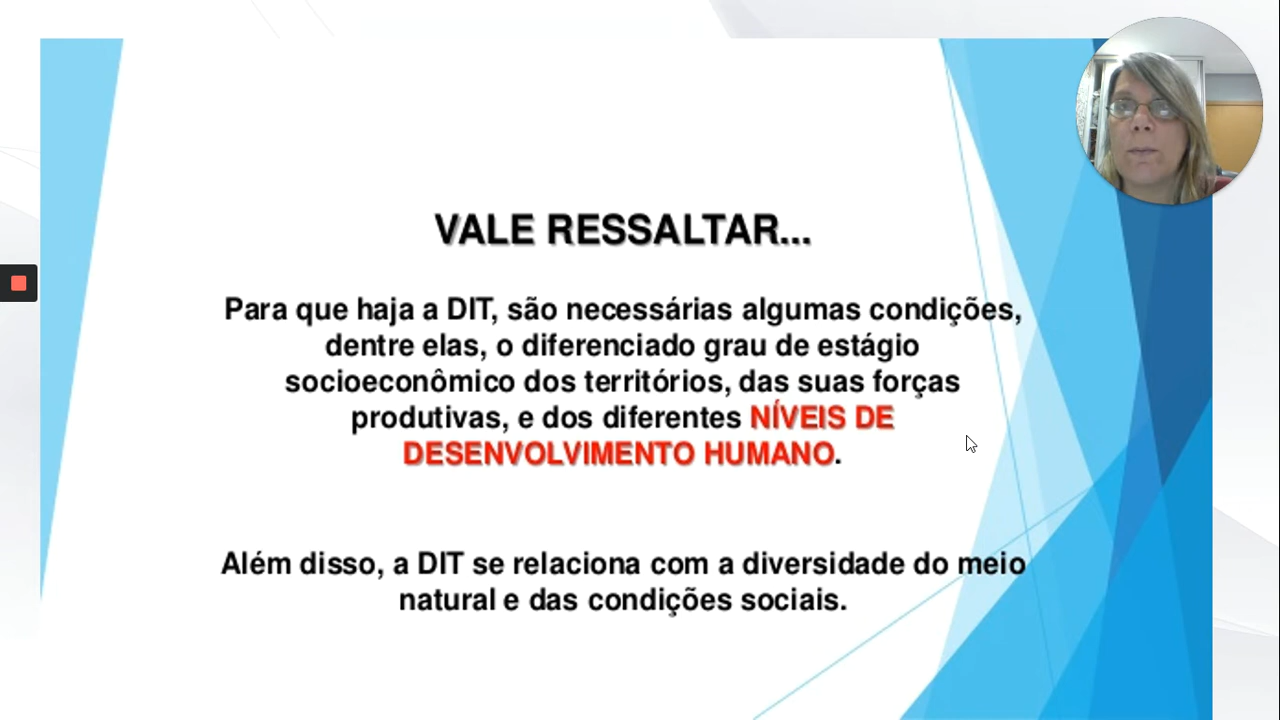 VALE RESSALTAR...
Para que haja a DIT, são necessárias algumas condições,
dentre elas, o diferenciado grau de estágio
socioeconômico dos territórios, das suas forças
produtivas, e dos diferentes NÍVEIS DE
DESENVOLVIMENTO HUMANO.
Além disso, a DIT se relaciona com a diversidade do meio
natural e das condições sociais.